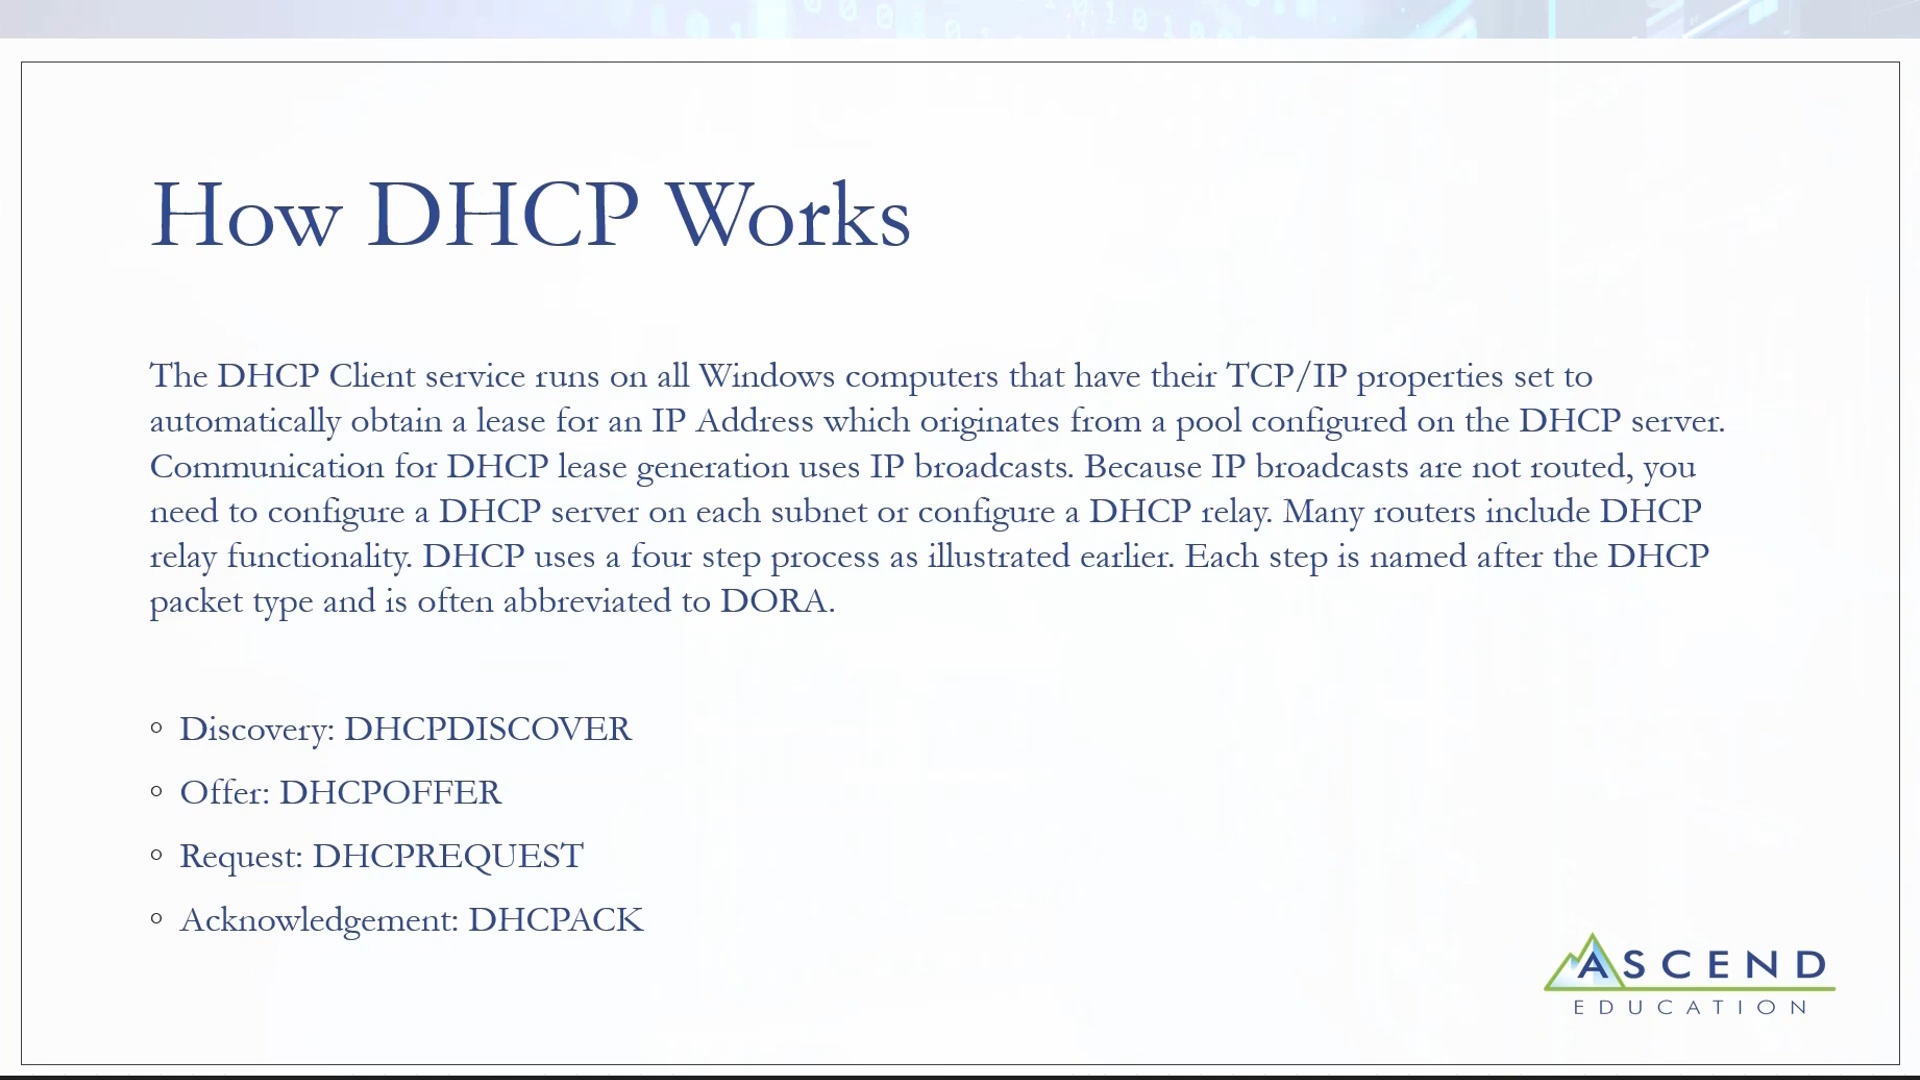 How DHCP Works
The DHCP Client service runs on all Windows computers that have their TCP/IP properties set to
automatically obtain a lease for an IP Address which originates from a pool configured on the DHCP server.
Communication for DHCP lease generation uses IP broadcasts. Because IP broadcasts are not routed, you
need to configure a DHCP server on each subnet or configure a DHCP relay. Many routers include DHCP
relay functionality. DHCP uses a four step process as illustrated earlier. Each step is named after the DHCP
packet type and is often abbreviated to DORA.
Discovery: DHCPDISCOVER
Offer: DHCPOFFER
Request: DHCPREQUEST
Acknowledgement: DHCPACK
ASCEND
EDUCATION